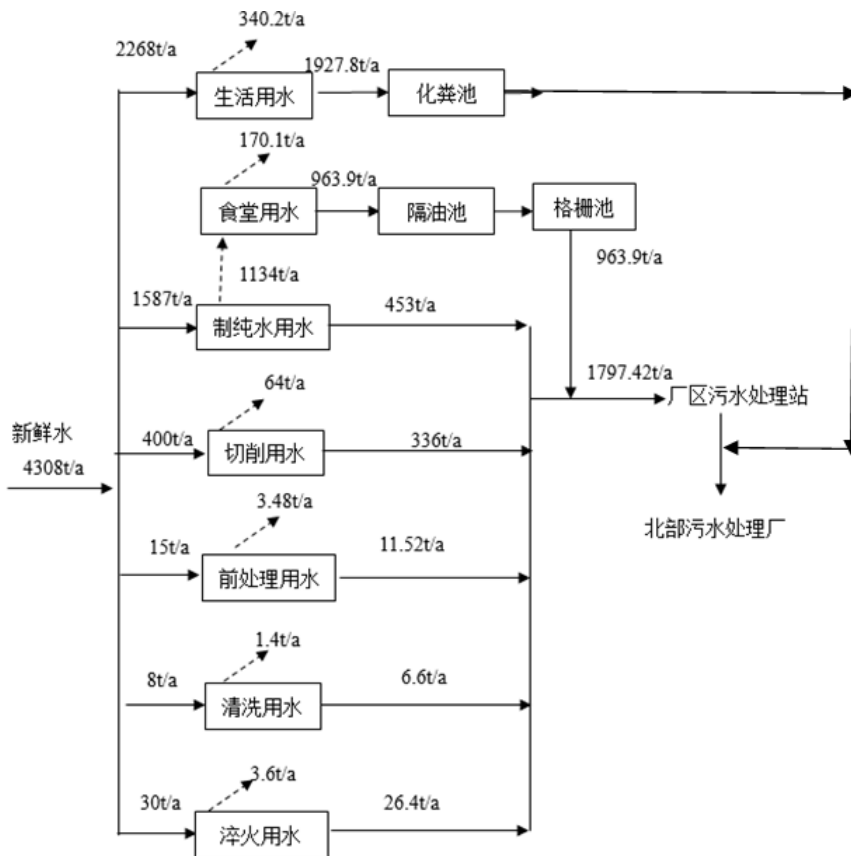 340.2t/a
2268t/a
1927.8t/a
生活用水
化粪池
170.1t/a
963.9t/a
食堂用水
隔油池
格栅池
963.9t/a
1134t/a
1587t/a
制纯水用水
453t/a
1797.42t/a
厂区污水处理站
64t/a
新鲜水
4308t/a
400t/a
切削用水
336t/a
北部污水处理厂
3.48t/a
15t/a
前处理用水
11.52t/a
1.4t/a
8t/a
清洗用水
6.6t/a
3.6t/a
30t/a
淬火用水
26.4t/a